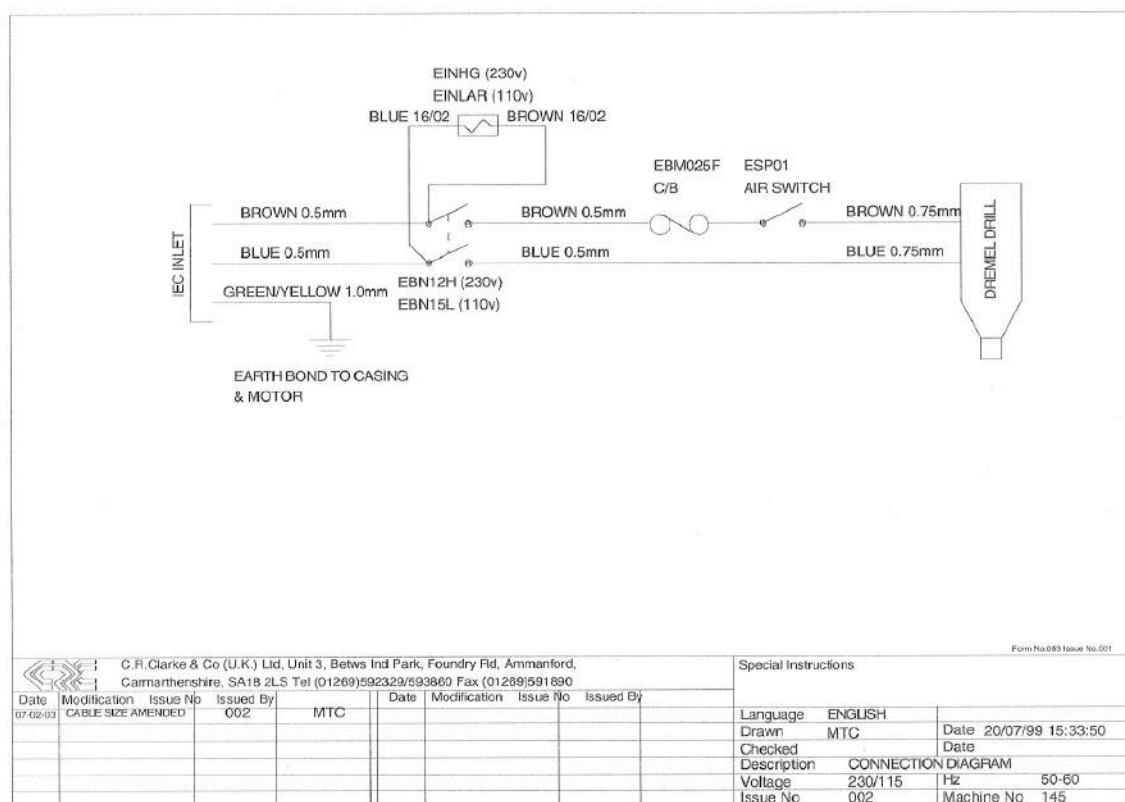 EINHG (230v)
EINLAR (110v)
BLUE 16/02
BROWN 16/02
EBM025F
C/B
ESP01
AIR SWITCH
BROWN 0.5mm
BROWN 0.5mm
BROWN 0.75mm
IEC INLET
BLUE 0.5mm
BLUE 0.5mm
BLUE 0.75mm
DREMEL DRILL
GREEN/YELLOW 1.0mm
EBN12H (230v)
EBN15L (110v)
EARTH BOND TO CASING
& MOTOR
Form No.063 Issue No.001
C.R.Clarke & Co (U.K.) Ltd, Unit 3, Betws Ind Park, Foundry Rd, Ammanford,
Carmarthenshire, SA18 2LS Tel (01269)592329/593860 Fax (01269)591890
Special Instructions
Date Modification Issue No Issued By Date Modification Issue No Issued By
07-02-03 CABLE SIZE AMENDED 002 MTC
Language ENGLISH
Drawn MTC Date 20/07/99 15:33:50
Checked Date
Description CONNECTION DIAGRAM
Voltage 230/115 Hz 50-60
Issue No 002 Machine No 145